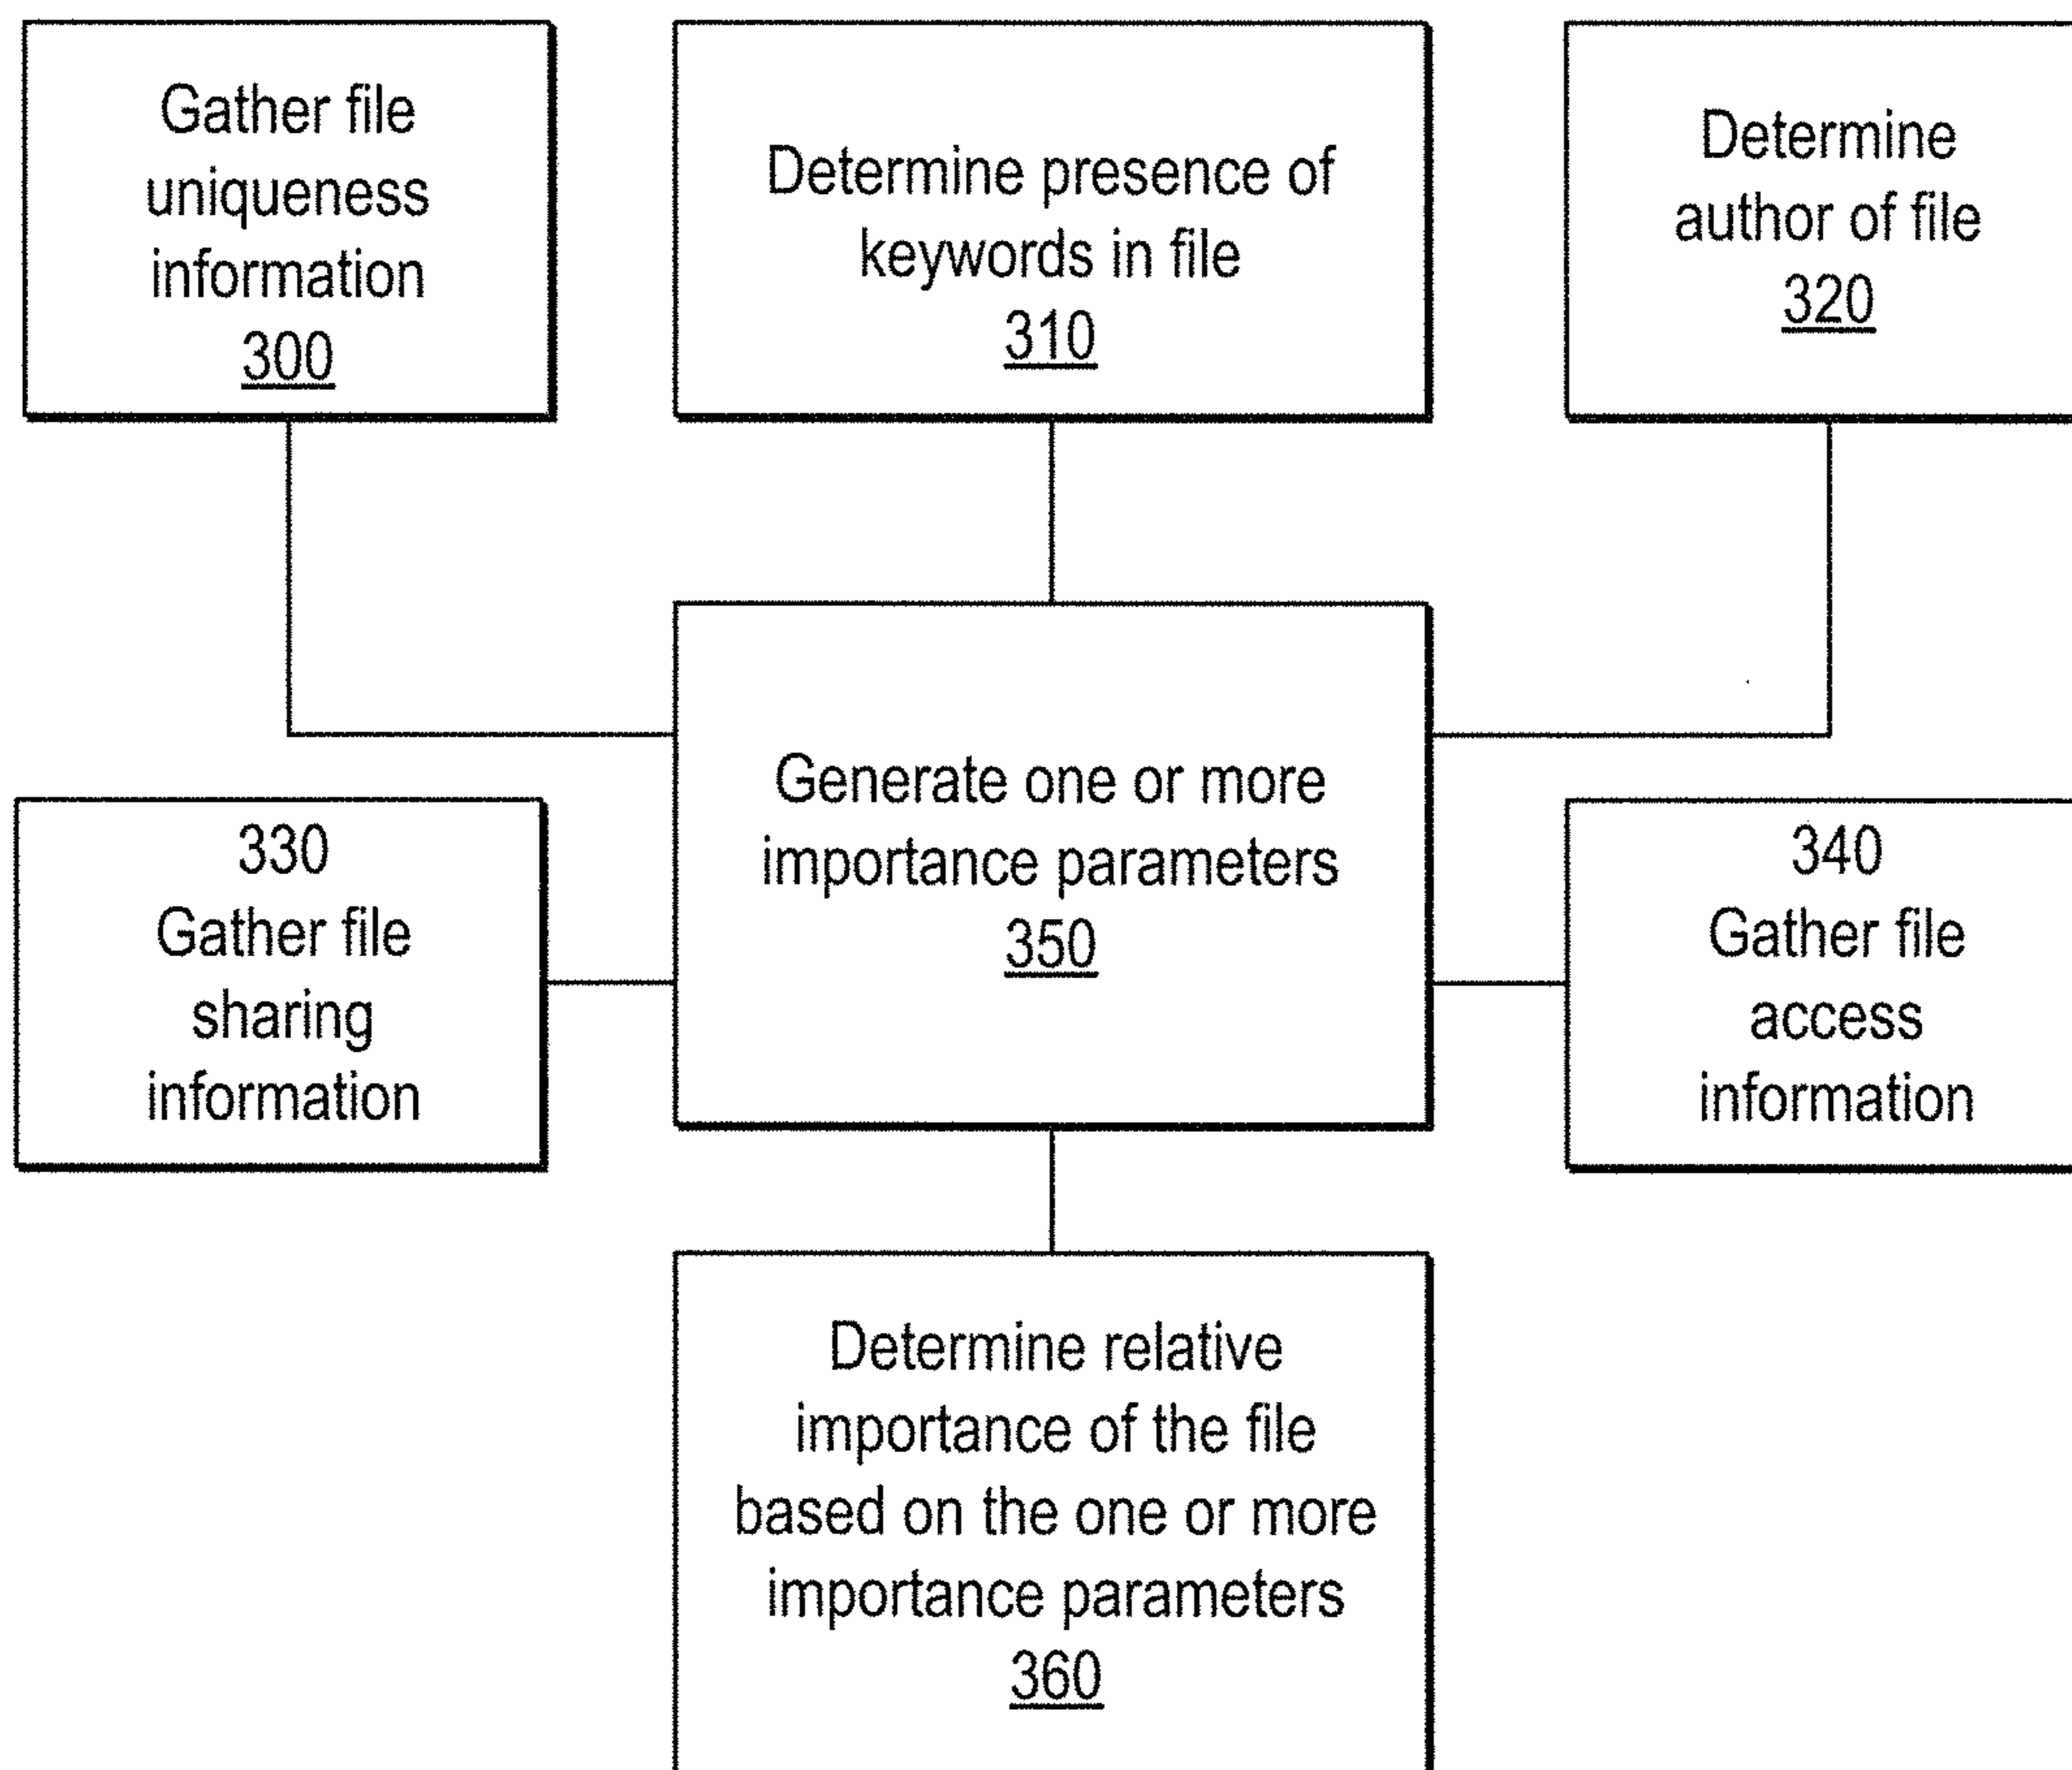 Gather file
uniqueness
information
300
Determine presence of
keywords in file
310
Determine
author of file
320
330
Gather file
sharing
information
Generate one or more
importance parameters
350
340
Gather file
access
information
Determine relative
importance of the file
based on the one or more
importance parameters
360